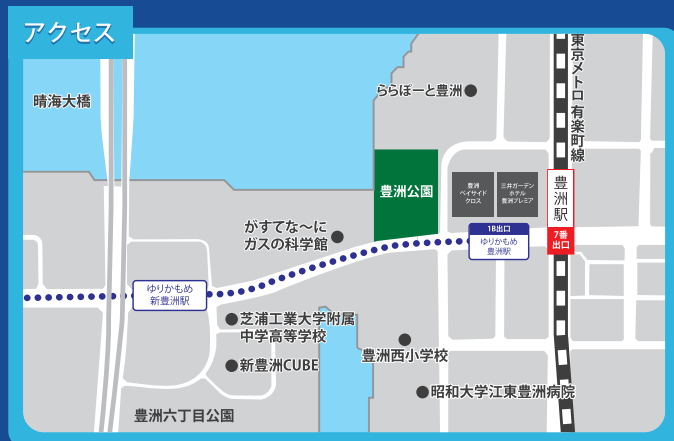 アクセス
晴海大橋
ららぽーと豊洲
東京メトロ 有楽町線
豊洲公園
豊洲
ベイサイド
クロス
三井ガーデン
ホテル
豊洲プレミア
豊洲駅
7番
出口
1B出口
ゆりかもめ
豊洲駅
がすてな〜に
ガスの科学館
ゆりかもめ
新豊洲駅
芝浦工業大学附属
中学高等学校
豊洲西小学校
新豊洲CUBE
昭和大学江東豊洲病院
豊洲六丁目公園